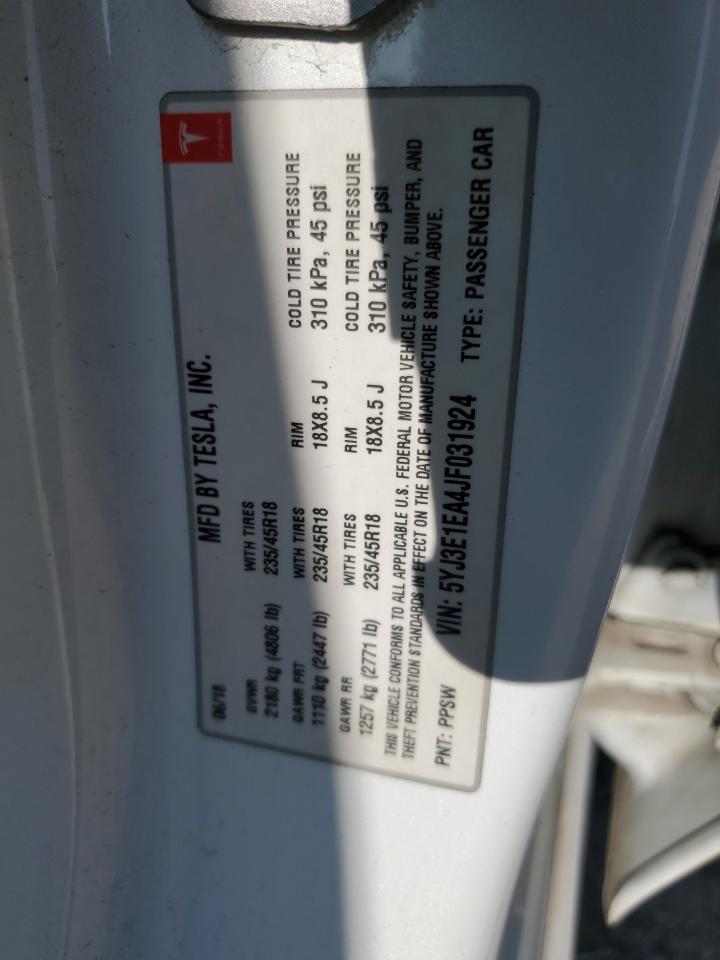 TESLA
MFD BY TESLA, INC.
06/18
GVWR WITH TIRES
2180 kg (4806 lb) 235/45R18
GAWR FRT WITH TIRES RIM COLD TIRE PRESSURE
1110 kg (2447 lb) 235/45R18 18X8.5 J 310 kPa, 45 psi
GAWR RR WITH TIRES RIM COLD TIRE PRESSURE
1257 kg (2771 lb) 235/45R18 18X8.5 J 310 kPa, 45 psi
THIS VEHICLE CONFORMS TO ALL APPLICABLE U.S. FEDERAL MOTOR VEHICLE SAFETY, BUMPER, AND
THEFT PREVENTION STANDARDS IN EFFECT ON THE DATE OF MANUFACTURE SHOWN ABOVE.
PNT: PPSW VIN: 5YJ3E1EA4JF031924 TYPE: PASSENGER CAR